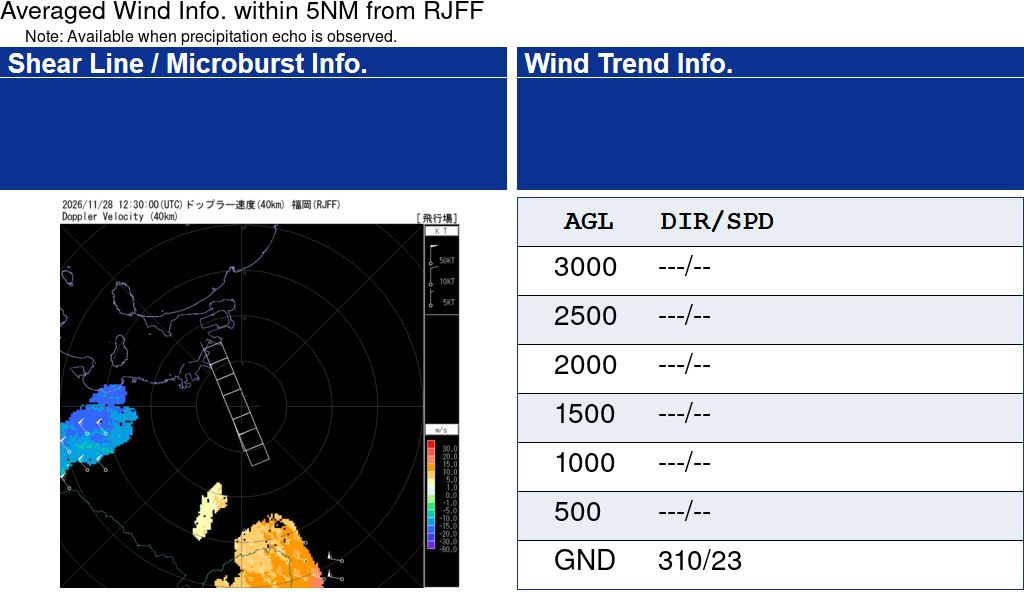 Averaged Wind Info. within 5NM from RJFF
Note: Available when precipitation echo is observed.
Shear Line / Microburst Info.
Wind Trend Info.
2026/11/28 12:30:00(UTC) ドップラー速度(40km) 福岡(RJFF)
Doppler Velocity (40km)
[飛行場]
KT
50KT
10KT
5KT
m/s
30.0
20.0
15.0
10.0
5.0
1.0
0.0
-1.0
-5.0
-10.0
-15.0
-20.0
-30.0
-60.0
AGL DIR/SPD
3000 ---/--
2500 ---/--
2000 ---/--
1500 ---/--
1000 ---/--
500 ---/--
GND 310/23